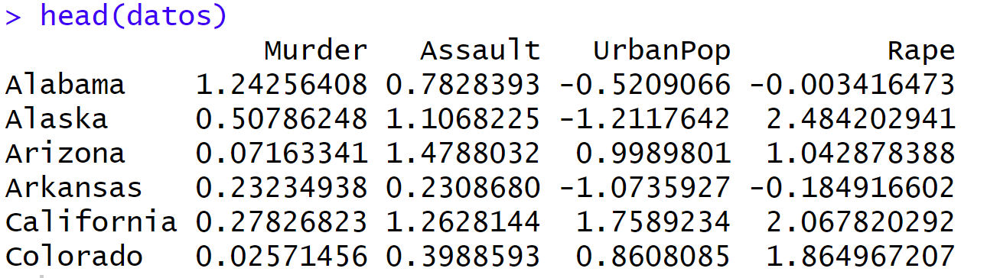 > head(datos)
Murder Assault UrbanPop Rape
Alabama 1.24256408 0.7828393 -0.5209066 -0.003416473
Alaska 0.50786248 1.1068225 -1.2117642 2.484202941
Arizona 0.07163341 1.4788032 0.9989801 1.042878388
Arkansas 0.23234938 0.2308680 -1.0735927 -0.184916602
California 0.27826823 1.2628144 1.7589234 2.067820292
Colorado 0.02571456 0.3988593 0.8608085 1.864967207